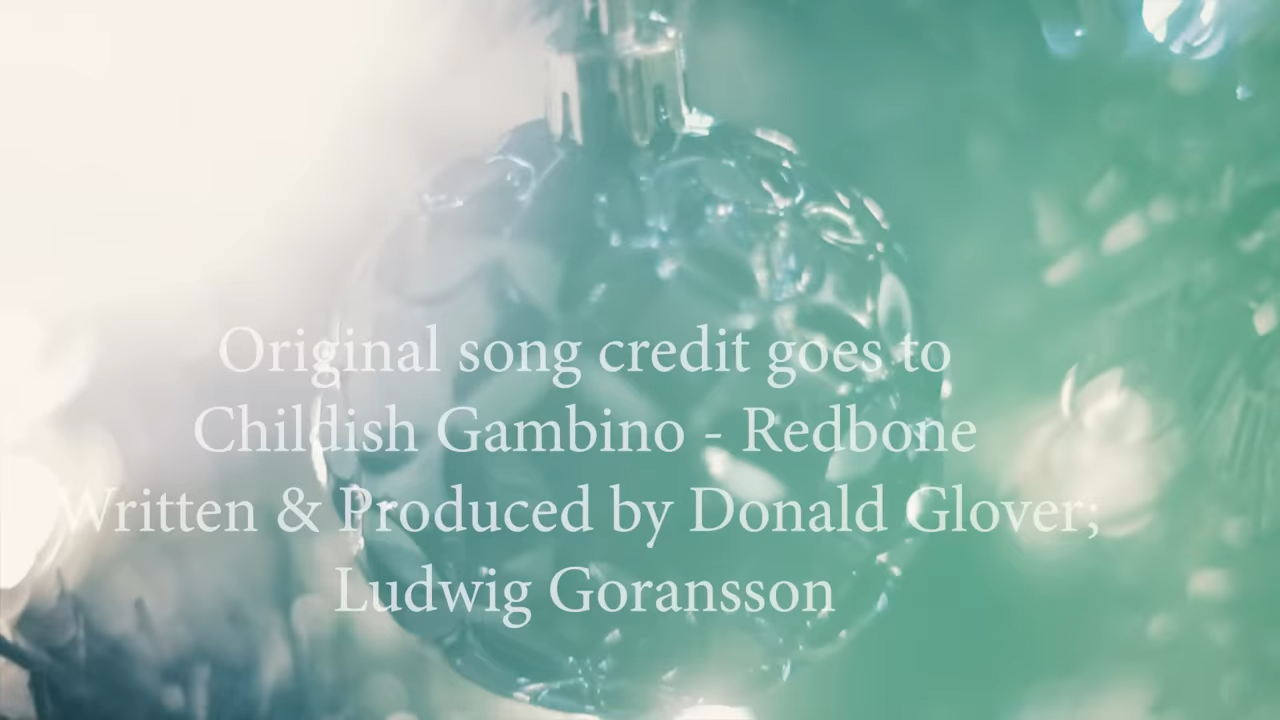 Original song credit goes to
Childish Gambino - Redbone
Written & Produced by Donald Glover;
Ludwig Goransson